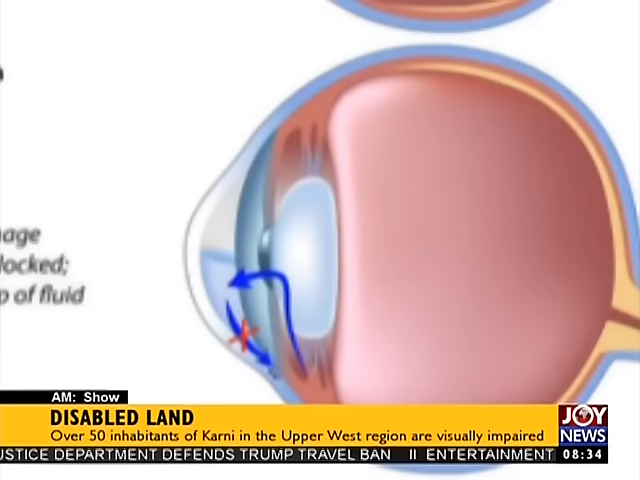 locked;
of fluid
AM: Show
DISABLED LAND
Over 50 inhabitants of Karni in the Upper West region are visually impaired
JOY
NEWS
USTICE DEPARTMENT DEFENDS TRUMP TRAVEL BAN II ENTERTAINMENT
08:34